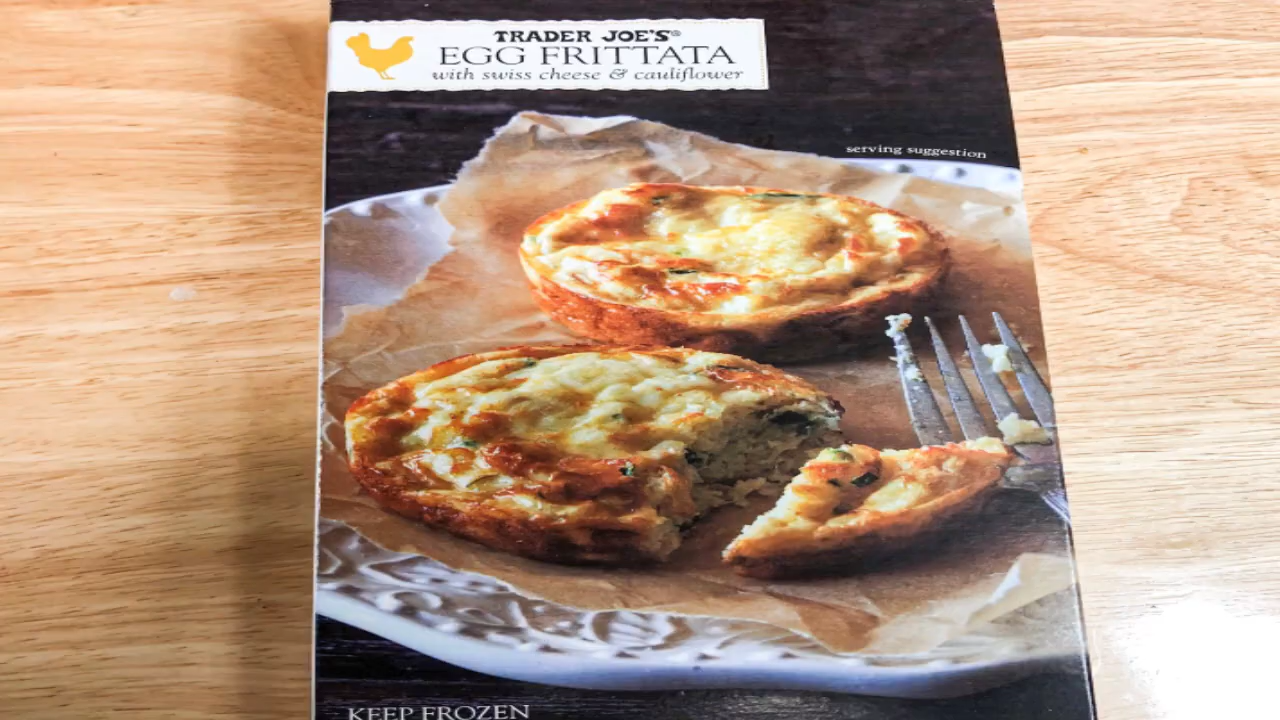 TRADER JOE'S®
EGG FRITTATA
with swiss cheese & cauliflower
serving suggestion
KEEP FROZEN